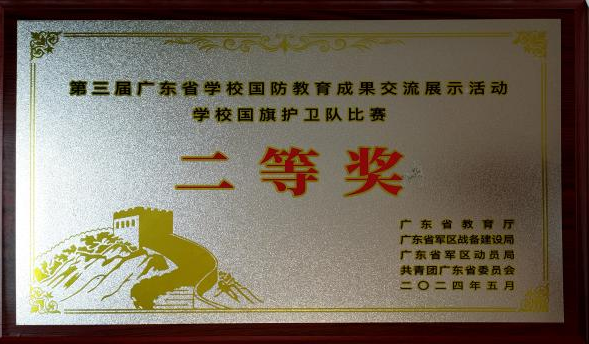 第三届广东省学校国防教育成果交流展示活动
学校国旗护卫队比赛
二等奖
广东省教育厅
广东省军区战备建设局
广东省军区动员局
共青团广东省委员会
二〇二四年五月